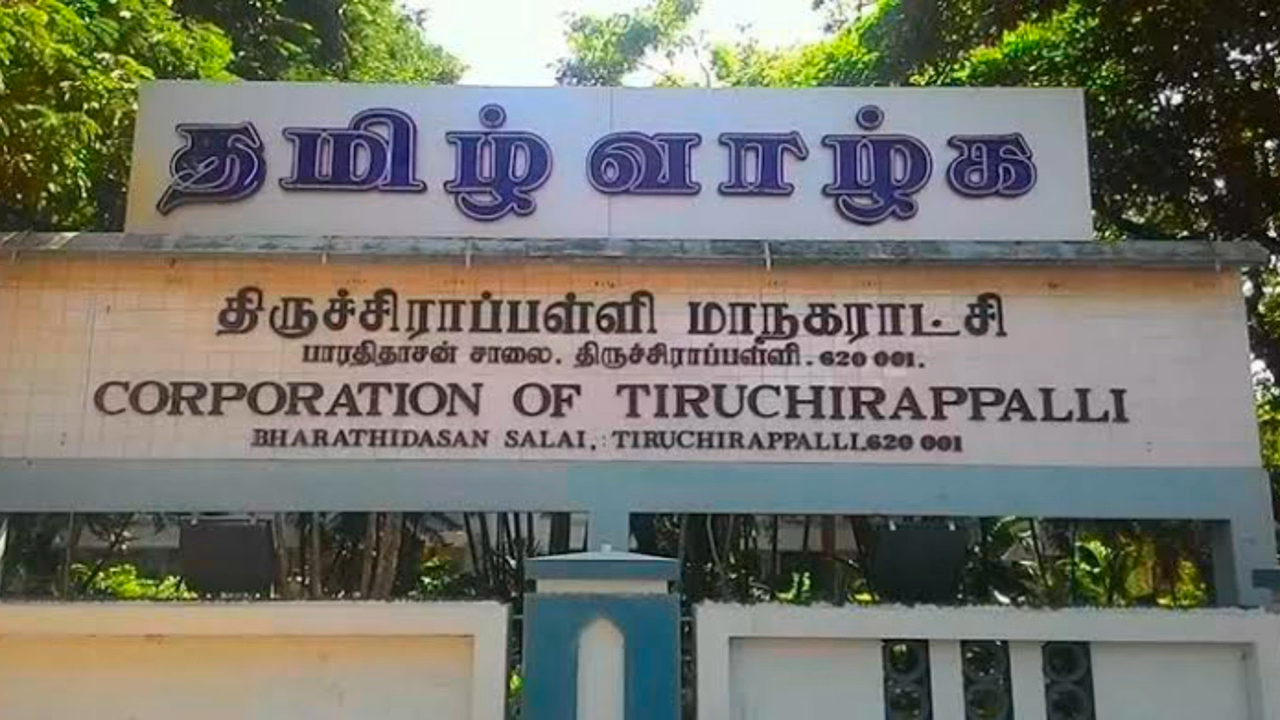 தமிழ் வாழ்க
திருச்சிராப்பள்ளி மாநகராட்சி
பாரதிதாசன் சாலை. திருச்சிராப்பள்ளி. 620 001.
CORPORATION OF TIRUCHIRAPPALLI
BHARATHIDASAN SALAI,: TIRUCHIRAPPALLI.620 001